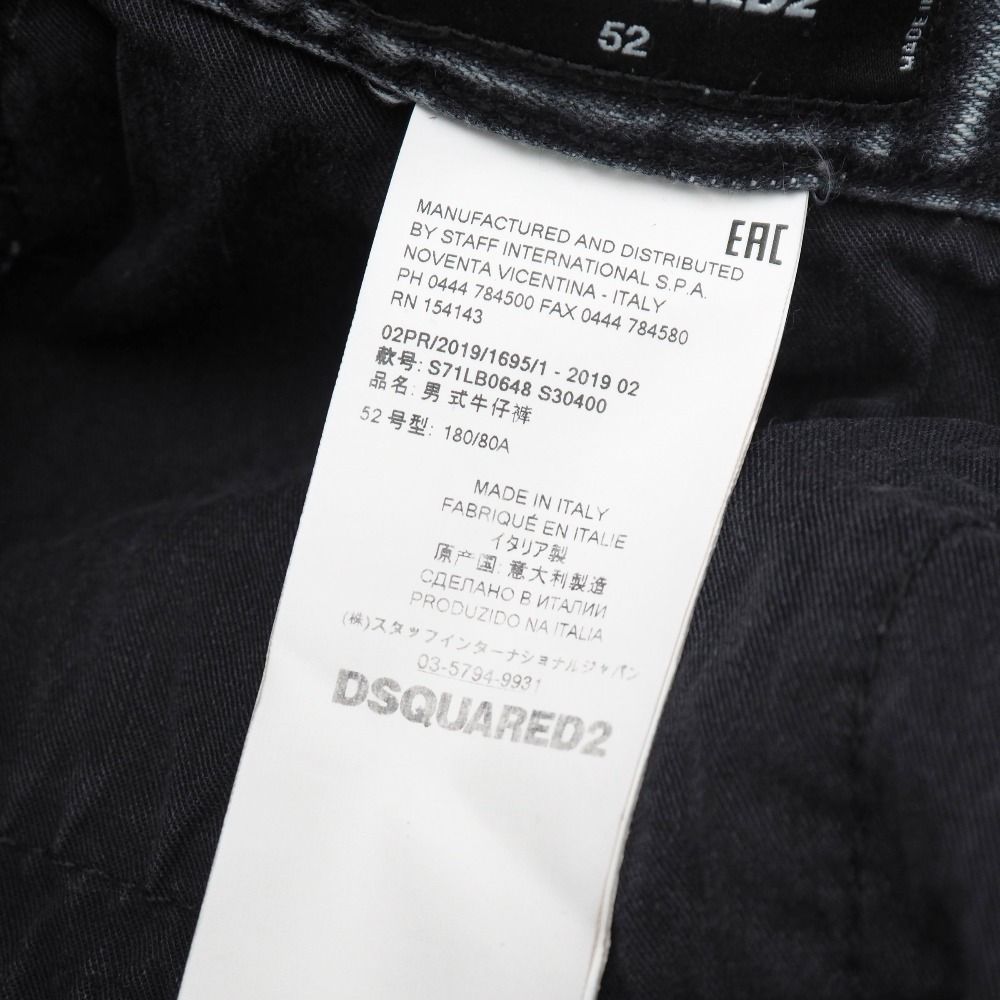 52
MADE IN
MANUFACTURED AND DISTRIBUTED
BY STAFF INTERNATIONAL S.P.A.
NOVENTA VICENTINA - ITALY
PH 0444 784500 FAX 0444 784580
RN 154143
EAC
02PR/2019/1695/1 - 2019 02
款号: S71LB0648 S30400
品名: 男 式牛仔裤
52 号型: 180/80A
MADE IN ITALY
FABRIQUÉ EN ITALIE
イタリア製
原产国: 意大利製造
СДЕЛАНО В ИТАЛИИ
PRODUZIDO NA ITALIA
(株)スタッフインターナショナルジャパン
03-5794-9931
DSQUARED2